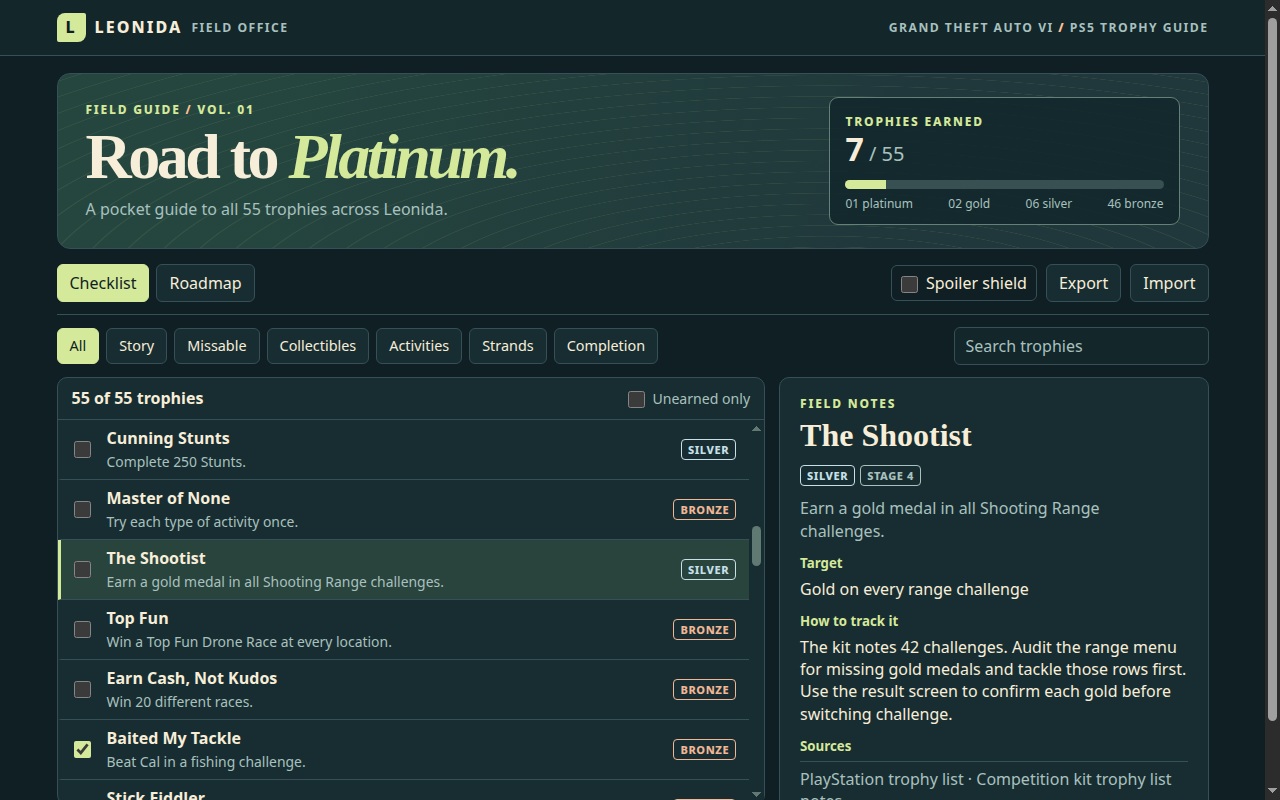 L LEONIDA FIELD OFFICE
GRAND THEFT AUTO VI / PS5 TROPHY GUIDE
FIELD GUIDE / VOL. 01
Road to Platinum.
A pocket guide to all 55 trophies across Leonida.
TROPHIES EARNED
7 / 55
01 platinum 02 gold 06 silver 46 bronze
Checklist Roadmap
Spoiler shield Export Import
All Story Missable Collectibles Activities Strands Completion
Search trophies
55 of 55 trophies
Unearned only
Cunning Stunts
Complete 250 Stunts.
SILVER
Master of None
Try each type of activity once.
BRONZE
The Shootist
Earn a gold medal in all Shooting Range challenges.
SILVER
Top Fun
Win a Top Fun Drone Race at every location.
BRONZE
Earn Cash, Not Kudos
Win 20 different races.
BRONZE
Baited My Tackle
Beat Cal in a fishing challenge.
BRONZE
Stick Fiddler
FIELD NOTES
The Shootist
SILVER STAGE 4
Earn a gold medal in all Shooting Range
challenges.
Target
Gold on every range challenge
How to track it
The kit notes 42 challenges. Audit the range menu
for missing gold medals and tackle those rows first.
Use the result screen to confirm each gold before
switching challenge.
Sources
PlayStation trophy list · Competition kit trophy list
notes